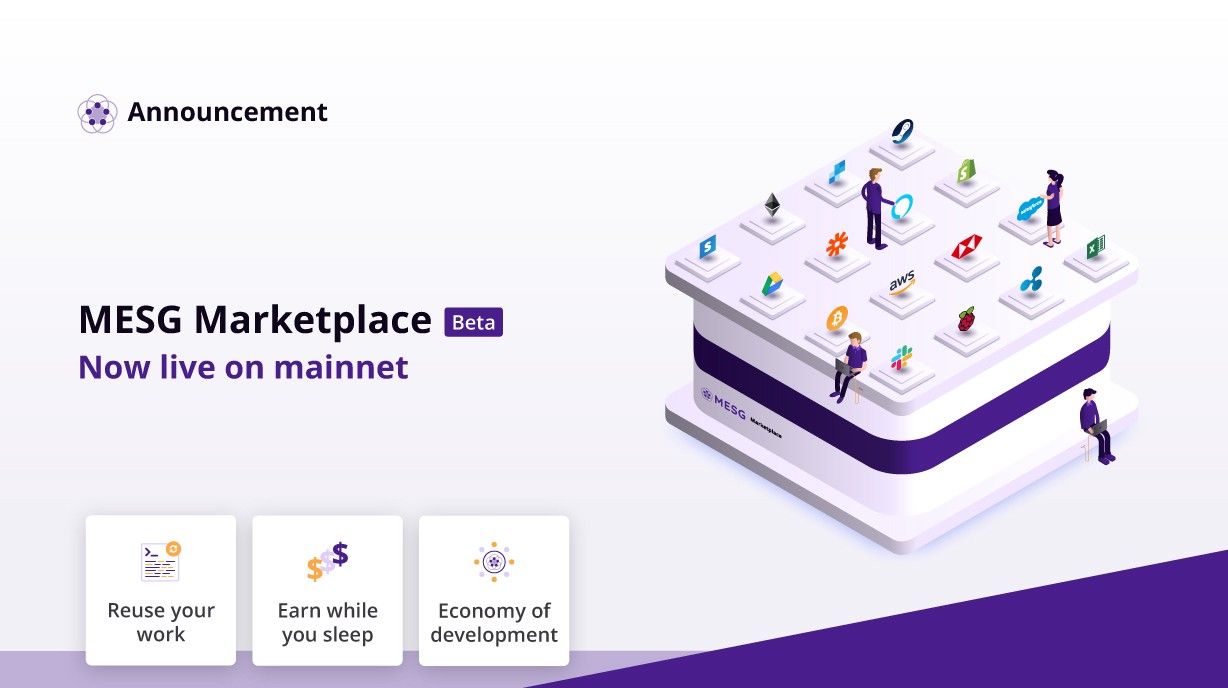 Announcement
MESG Marketplace Beta
Now live on mainnet
aws
MESG Marketplace
Reuse your
work
Earn while
you sleep
Economy of
development